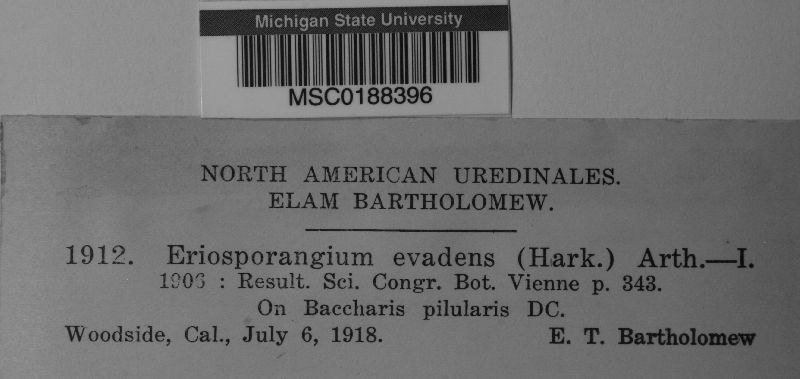 Michigan State University
MSC0188396
NORTH AMERICAN UREDINALES.
ELAM BARTHOLOMEW.
1912. Eriosporangium evadens (Hark.) Arth.—I.
1906 : Result. Sci. Congr. Bot. Vienne p. 343.
On Baccharis pilularis DC.
Woodside, Cal., July 6, 1918. E. T. Bartholomew